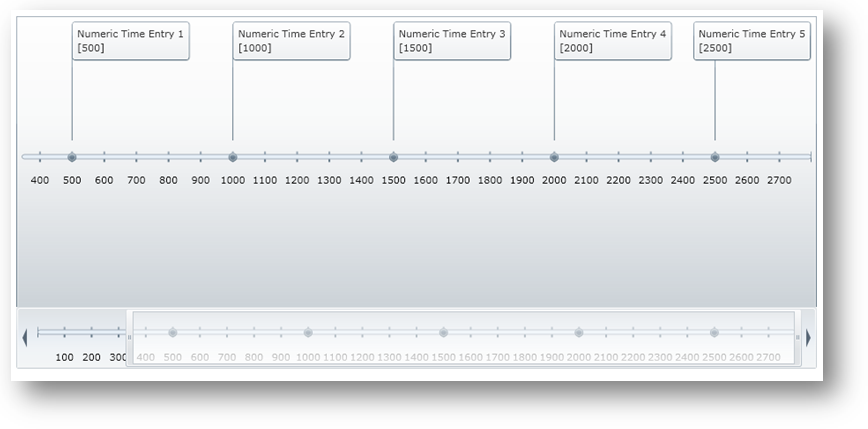 Numeric Time Entry 1
[500]
Numeric Time Entry 2
[1000]
Numeric Time Entry 3
[1500]
Numeric Time Entry 4
[2000]
Numeric Time Entry 5
[2500]
400 500 600 700 800 900 1000 1100 1200 1300 1400 1500 1600 1700 1800 1900 2000 2100 2200 2300 2400 2500 2600 2700
100 200 300 400 500 600 700 800 900 1000 1100 1200 1300 1400 1500 1600 1700 1800 1900 2000 2100 2200 2300 2400 2500 2600 2700